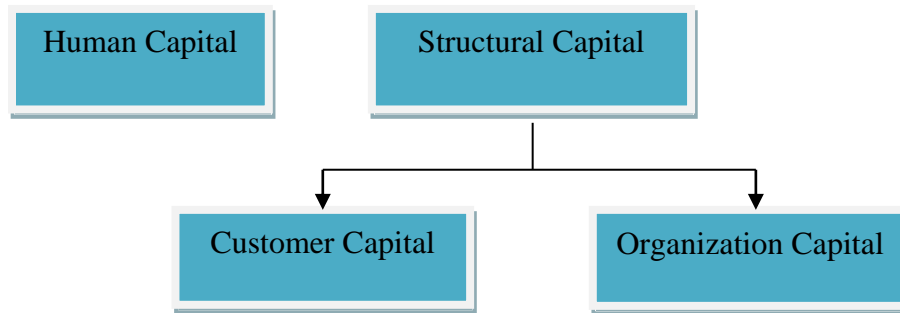 Human Capital
Structural Capital
Customer Capital
Organization Capital